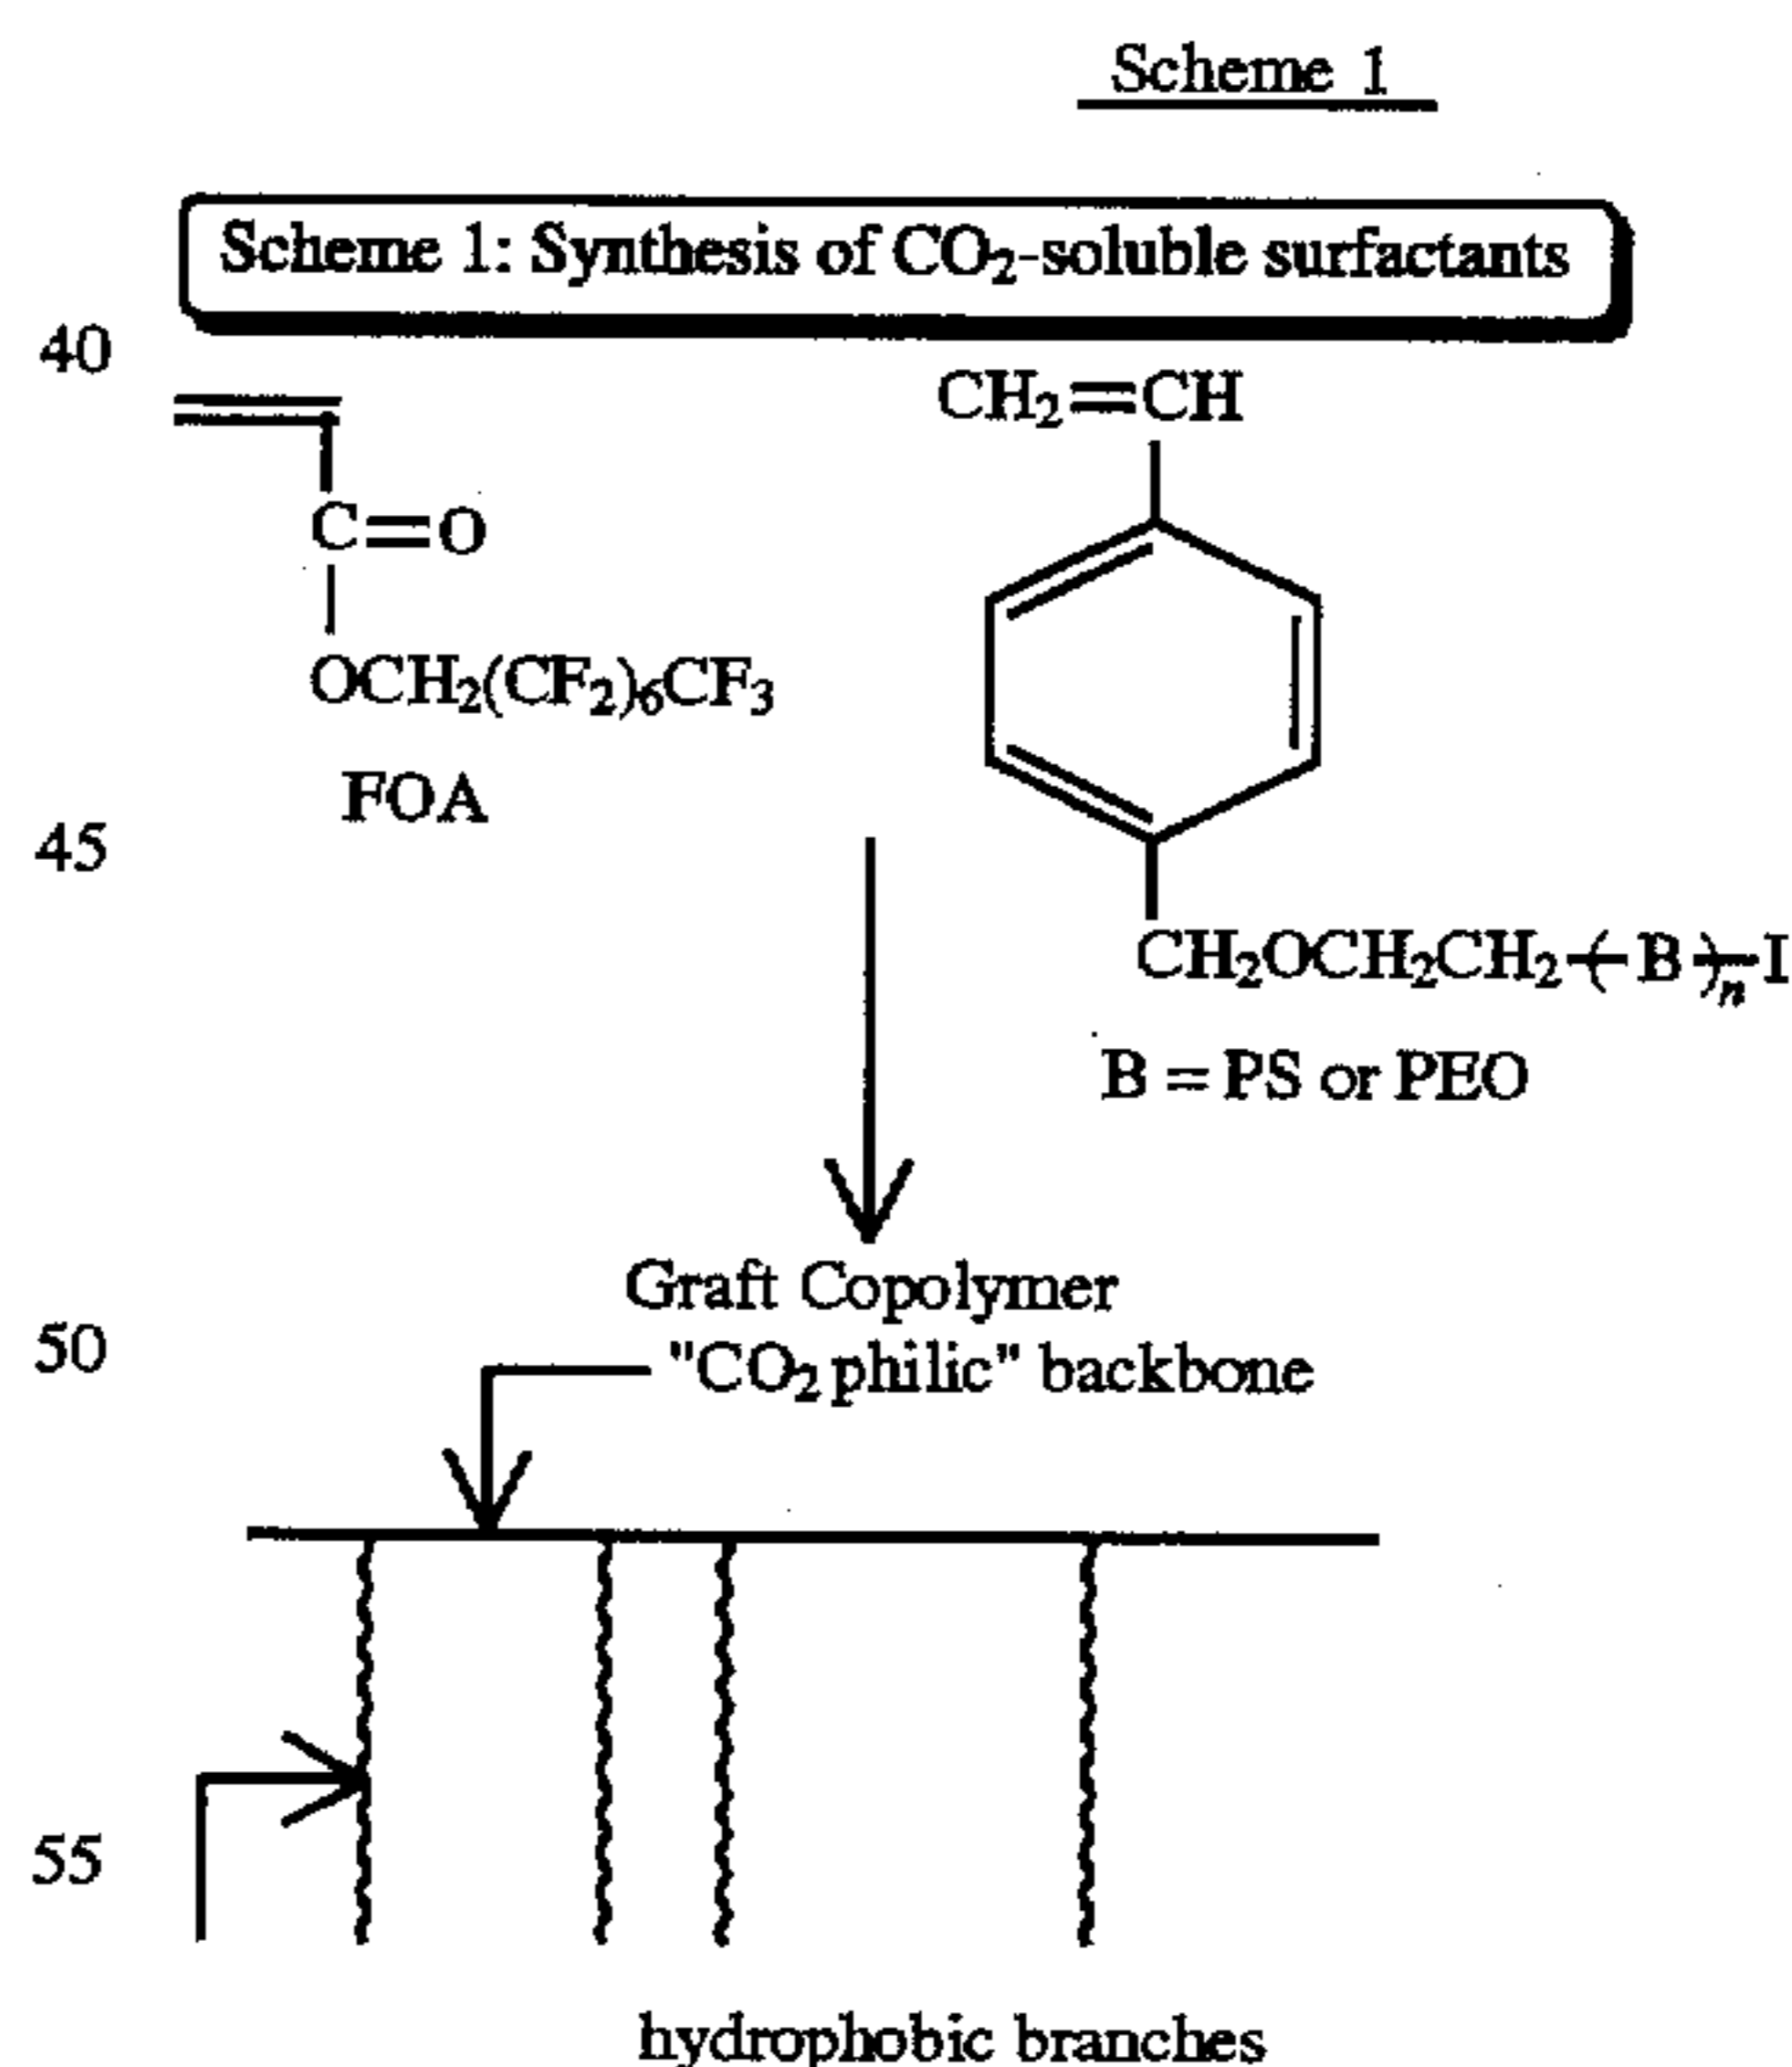 Scheme 1
Scheme 1: Synthesis of CO₂-soluble surfactants
40
CH₂=CH
C=O
OCH₂(CF₂)₆CF₃
FOA
45
CH₂OCH₂CH₂-(B)ₙ-I
B = PS or PEO
Graft Copolymer
50
"CO₂ philic" backbone
55
hydrophobic branches